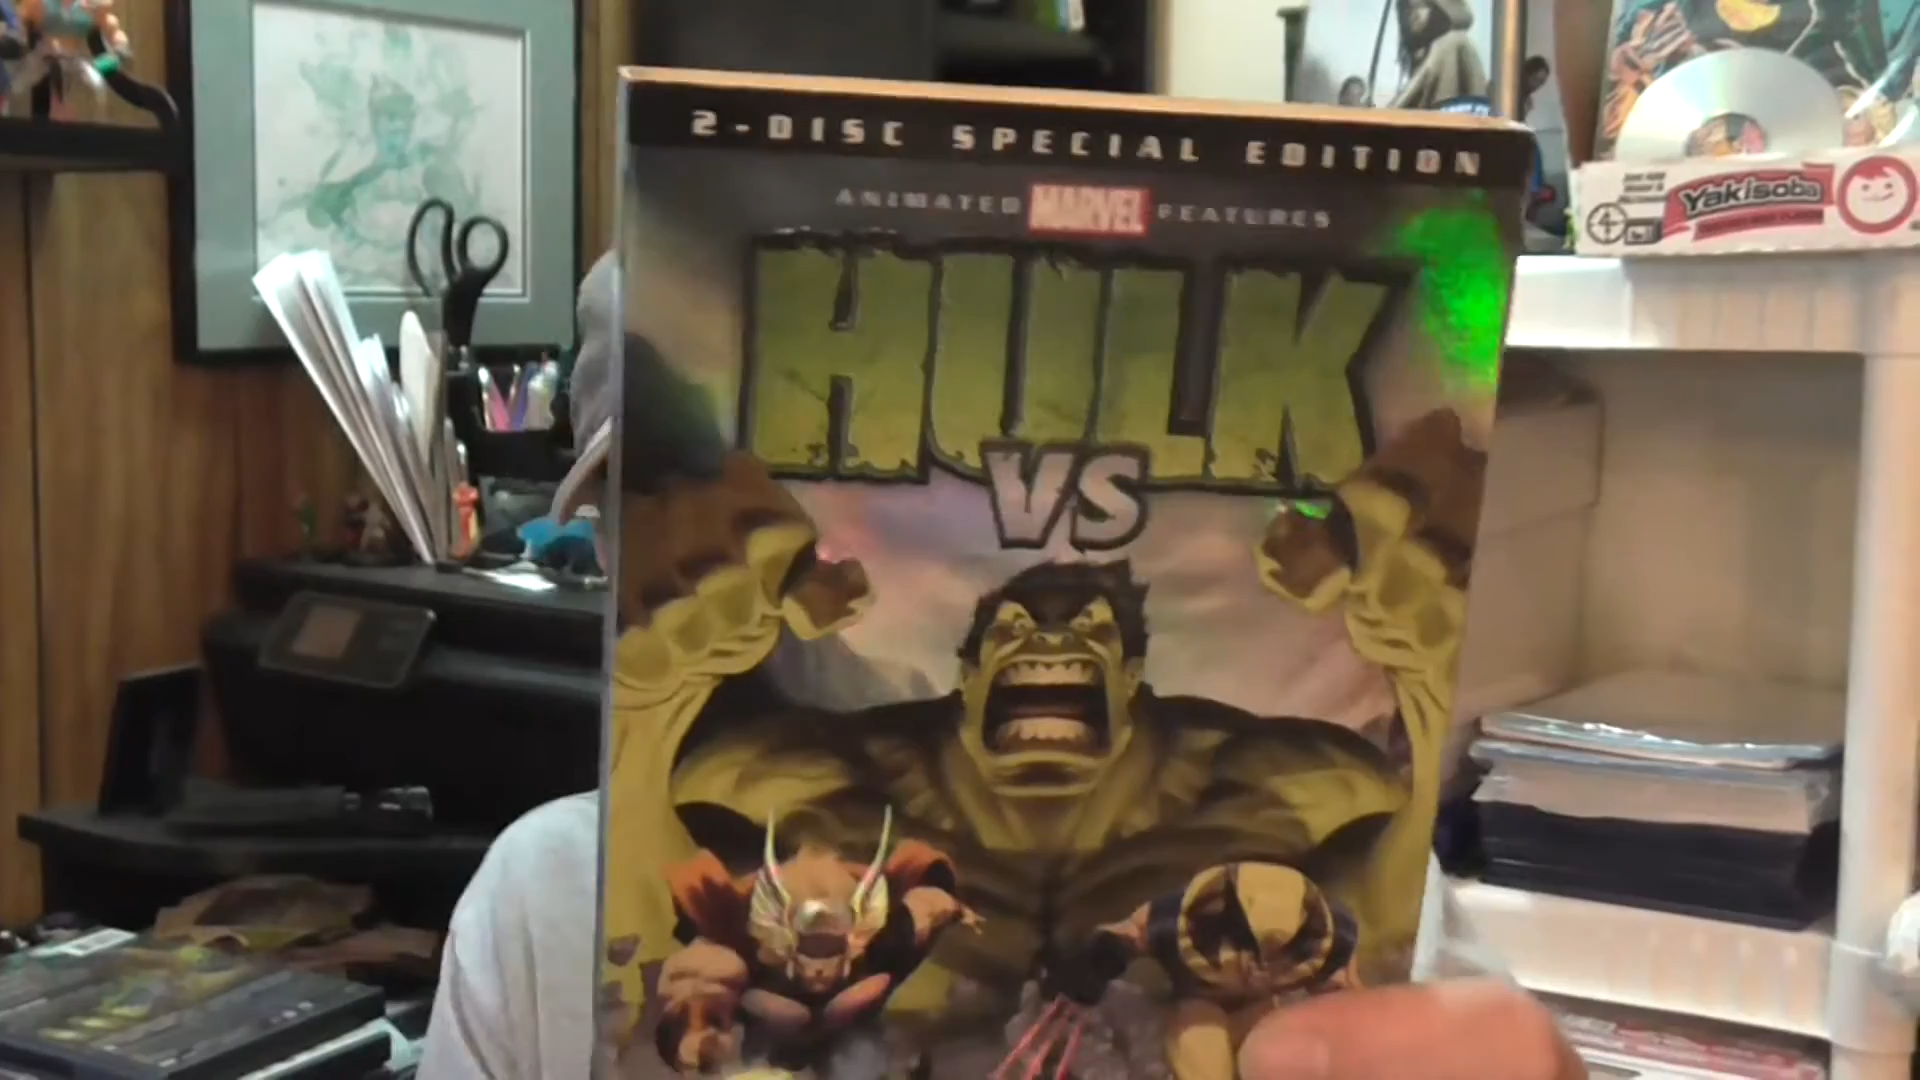 2-DISC SPECIAL EDITION
ANIMATED MARVEL FEATURES
HULK
VS
Yakisoba